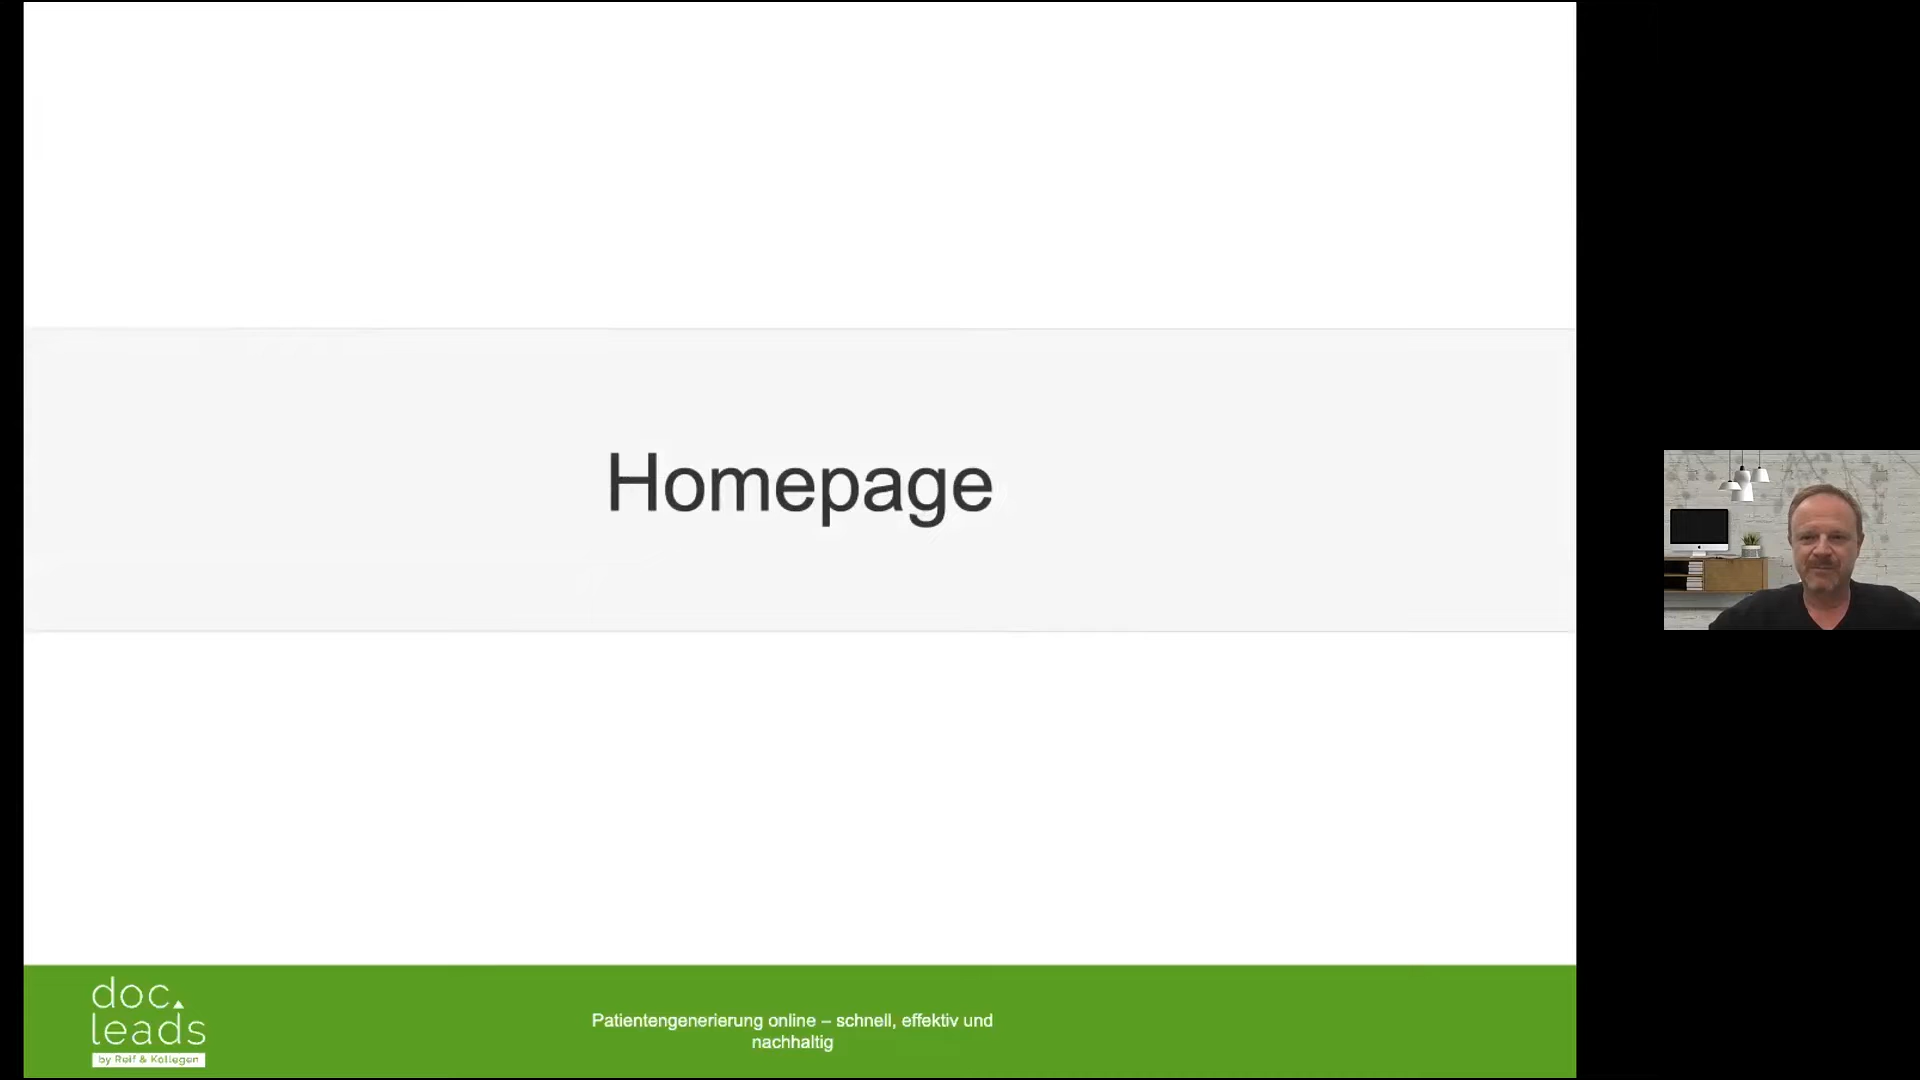 Homepage
doc.
leads
by Reif & Kollegen
Patientengenerierung online – schnell, effektiv und
nachhaltig